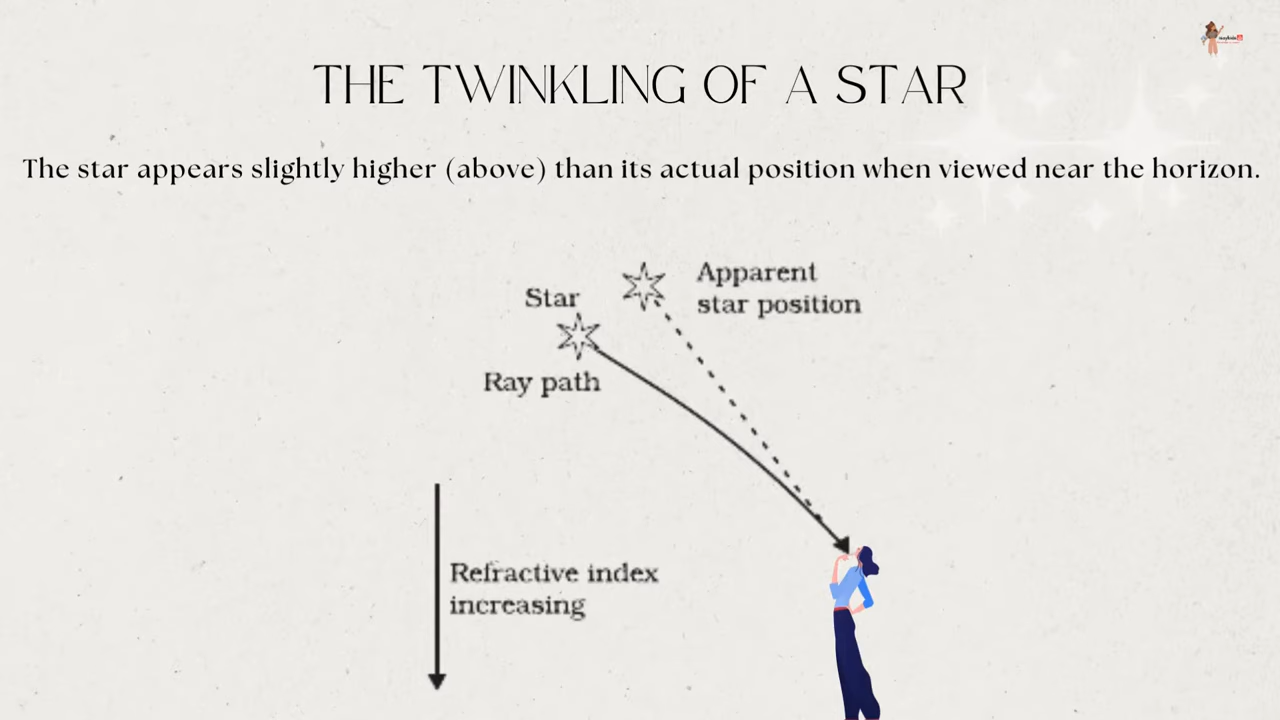 THE TWINKLING OF A STAR
The star appears slightly higher (above) than its actual position when viewed near the horizon.
Apparent
star position
Star
Ray path
Refractive index
increasing